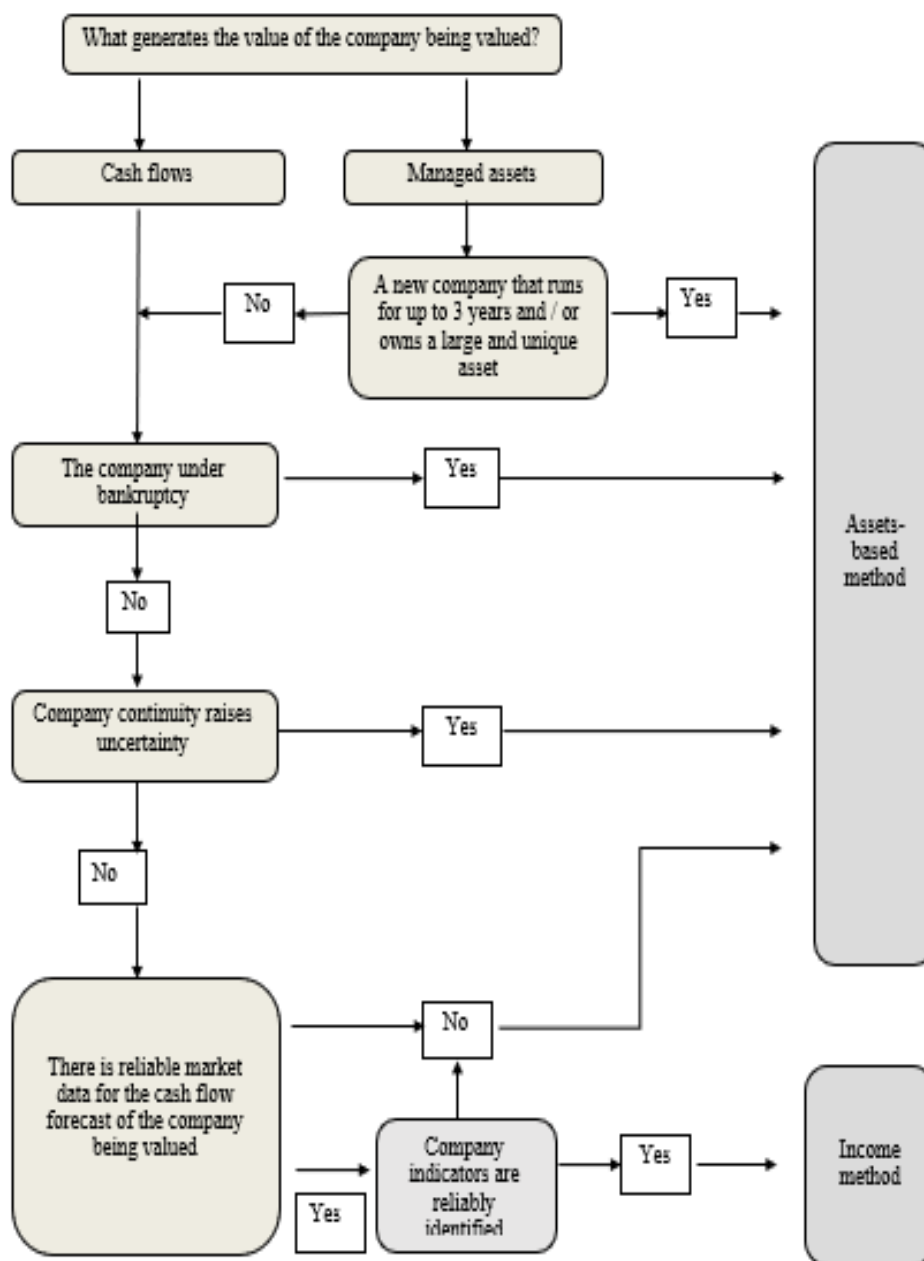 What generates the value of the company being valued?
Cash flows
Managed assets
A new company that runs
for up to 3 years and / or
owns a large and unique
asset
No
Yes
The company under
bankruptcy
Yes
No
Assets-
based
method
Company continuity raises
uncertainty
Yes
No
There is reliable market
data for the cash flow
forecast of the company
being valued
No
Yes
Company
indicators are
reliably
identified
Yes
Income
method